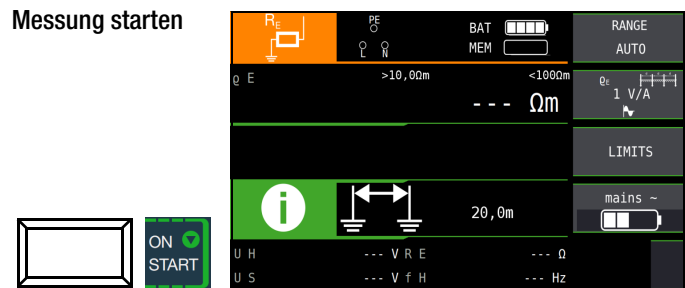 Messung starten
RE
PE
L N
BAT
MEM
RANGE
AUTO
ϱ E
>10,0Ωm
<100Ωm
--- Ωm
ϱE
1 V/A
LIMITS
i
20,0m
mains ~
U H --- V R E --- Ω
U S --- V f H --- Hz
ON
START